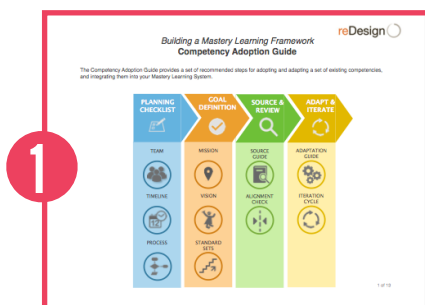 reDesign
Building a Mastery Learning Framework
Competency Adoption Guide
The Competency Adoption Guide provides a set of recommended steps for adopting and adapting a set of existing competencies,
and integrating them into your Mastery Learning System.
PLANNING
CHECKLIST
GOAL
DEFINITION
SOURCE &
REVIEW
ADAPT &
ITERATE
TEAM
MISSION
SOURCE
GUIDE
ADAPTATION
GUIDE
TIMELINE
VISION
ALIGNMENT
CHECK
ITERATION
CYCLE
PROCESS
STANDARD
SETS
1